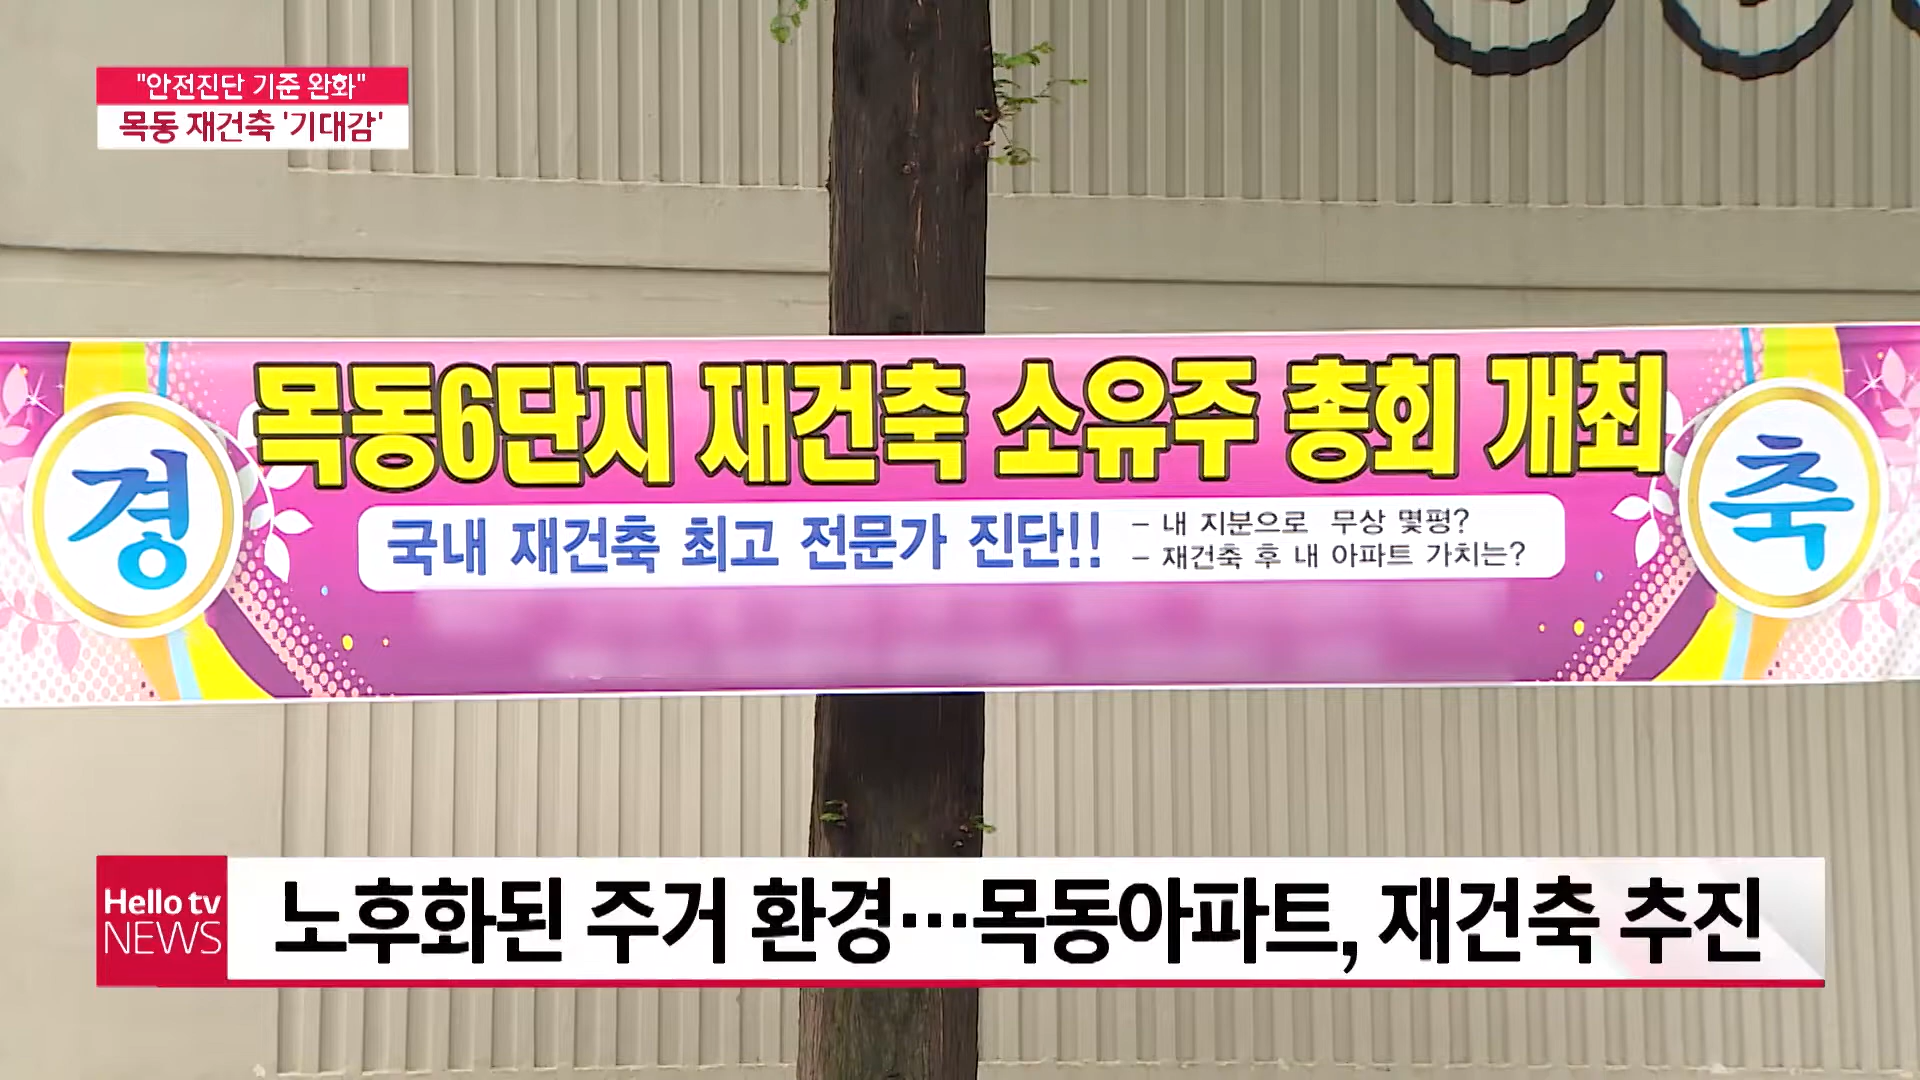 "안전진단 기준 완화"
목동 재건축 '기대감'
경 축
목동6단지 재건축 소유주 총회 개최
국내 재건축 최고 전문가 진단!!
- 내 지분으로 무상 몇평?
- 재건축 후 내 아파트 가치는?
Hello tv
NEWS
노후화된 주거 환경…목동아파트, 재건축 추진